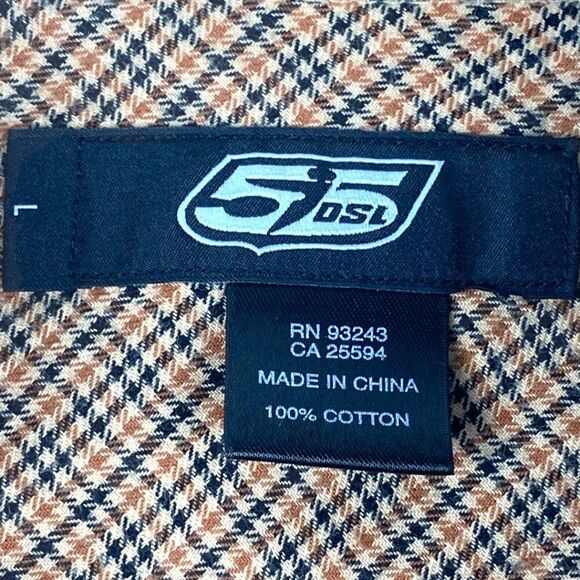 L
55 DSL
RN 93243
CA 25594
MADE IN CHINA
100% COTTON